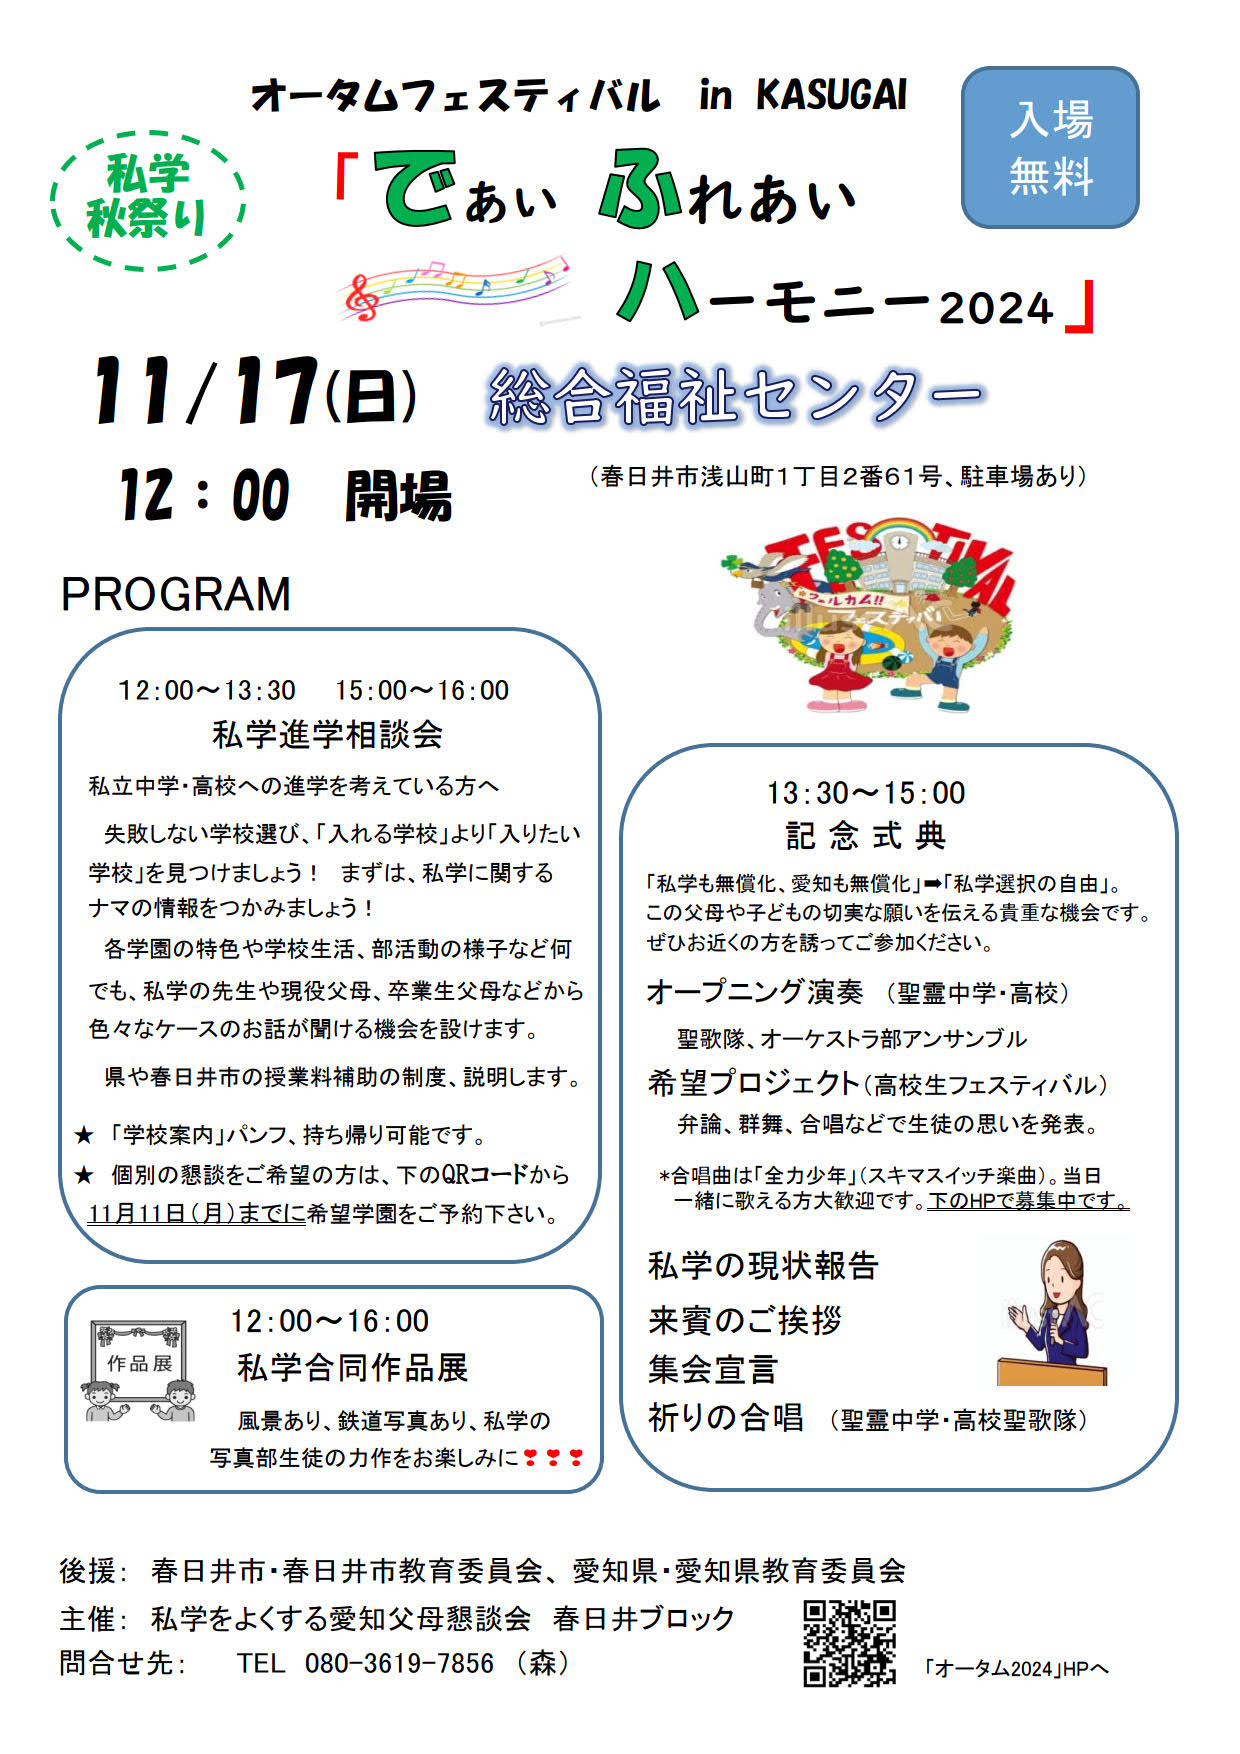 オータムフェスティバル in KASUGAI
入場
無料
私学
秋祭り
「であい ふれあい
ハーモニー2024」
11/17(日) 総合福祉センター
12:00 開場
(春日井市浅山町1丁目2番61号、駐車場あり)
FESTIVAL
ウェルカム!!
フェスティバル
PROGRAM
12:00~13:30 15:00~16:00
私学進学相談会
私立中学・高校への進学を考えている方へ
失敗しない学校選び、「入れる学校」より「入りたい
学校」を見つけましょう! まずは、私学に関する
ナマの情報をつかみましょう!
各学園の特色や学校生活、部活動の様子など何
でも、私学の先生や現役父母、卒業生父母などから
色々なケースのお話が聞ける機会を設けます。
県や春日井市の授業料補助の制度、説明します。
★ 「学校案内」パンフ、持ち帰り可能です。
★ 個別の懇談をご希望の方は、下のQRコードから
11月11日(月)までに希望学園をご予約下さい。
12:00~16:00
私学合同作品展
作品展
風景あり、鉄道写真あり、私学の
写真部生徒の力作をお楽しみに❣❣❣
13:30~15:00
記念式典
「私学も無償化、愛知も無償化」➡「私学選択の自由」。
この父母や子どもの切実な願いを伝える貴重な機会です。
ぜひお近くの方を誘ってご参加ください。
オープニング演奏 (聖霊中学・高校)
聖歌隊、オーケストラ部アンサンブル
希望プロジェクト(高校生フェスティバル)
弁論、群舞、合唱などで生徒の思いを発表。
*合唱曲は「全力少年」(スキマスイッチ楽曲)。当日
一緒に歌える方大歓迎です。下のHPで募集中です。
私学の現状報告
来賓のご挨拶
集会宣言
祈りの合唱 (聖霊中学・高校聖歌隊)
後援: 春日井市・春日井市教育委員会、愛知県・愛知県教育委員会
主催: 私学をよくする愛知父母懇談会 春日井ブロック
問合せ先: TEL 080-3619-7856 (森)
「オータム2024」HPへ